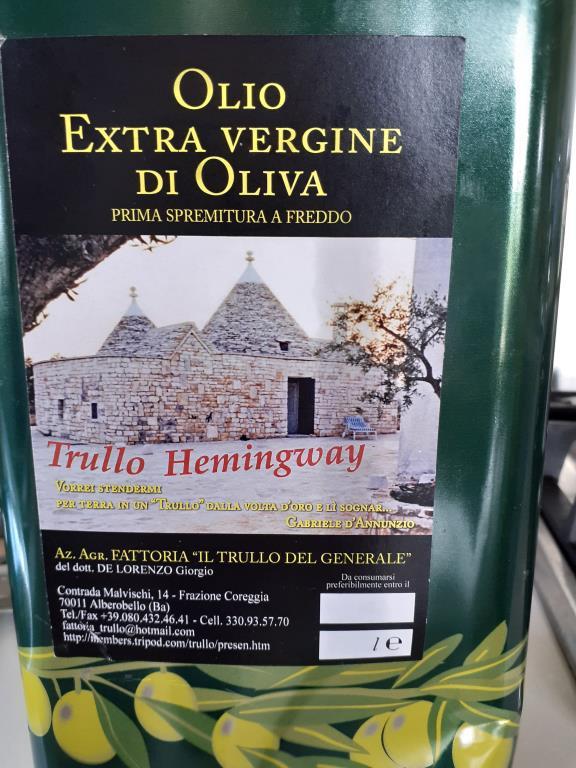 OLIO
EXTRA VERGINE
DI OLIVA
PRIMA SPREMITURA A FREDDO
Trullo Hemingway
VORREI STENDERMI
PER TERRA IN UN "TRULLO" DALLA VOLTA D'ORO E LÌ SOGNAR...
GABRIELE D'ANNUNZIO
AZ. AGR. FATTORIA "IL TRULLO DEL GENERALE"
del dott. DE LORENZO Giorgio
Da consumarsi
preferibilmente entro il
Contrada Malvischi, 14 - Frazione Coreggia
70011 Alberobello (Ba)
Tel./Fax +39.080.432.46.41 - Cell. 330.93.57.70
fattoria_trullo@hotmail.com
http://members.tripod.com/trullo/presen.htm
l e